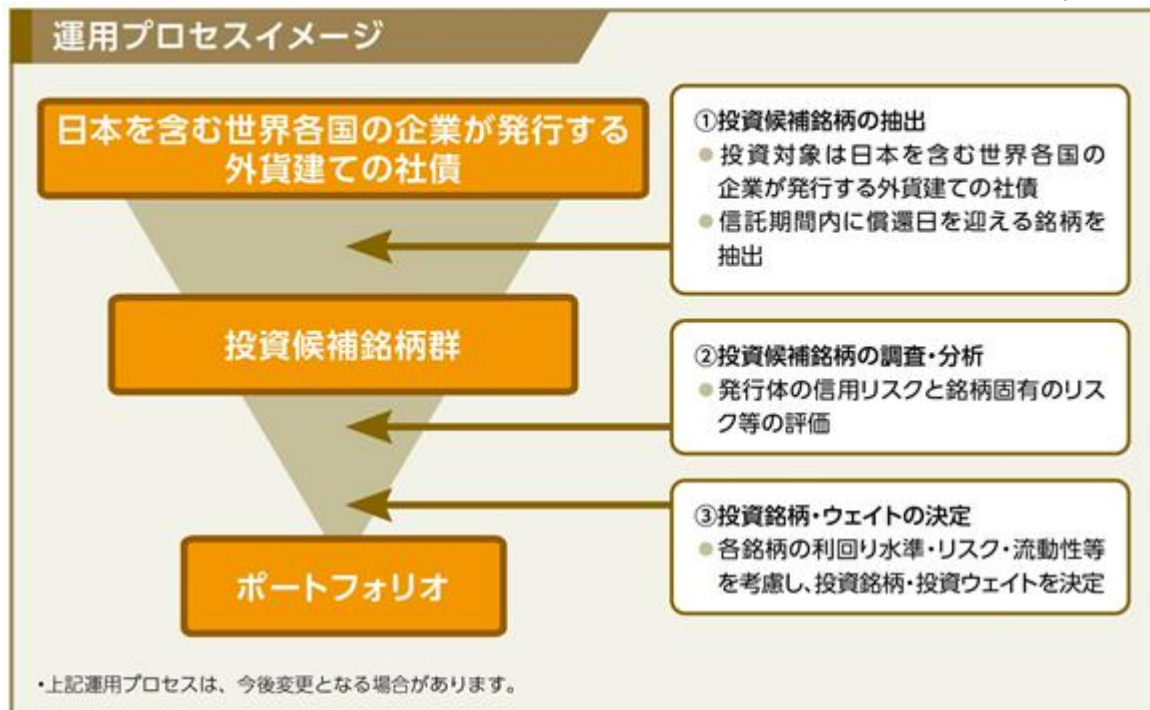 運用プロセスイメージ
日本を含む世界各国の企業が発行する
外貨建ての社債
①投資候補銘柄の抽出
●投資対象は日本を含む世界各国の
企業が発行する外貨建ての社債
●信託期間内に償還日を迎える銘柄を
抽出
投資候補銘柄群
②投資候補銘柄の調査・分析
●発行体の信用リスクと銘柄固有のリス
ク等の評価
③投資銘柄・ウェイトの決定
●各銘柄の利回り水準・リスク・流動性等
を考慮し、投資銘柄・投資ウェイトを決定
ポートフォリオ
・上記運用プロセスは、今後変更となる場合があります。